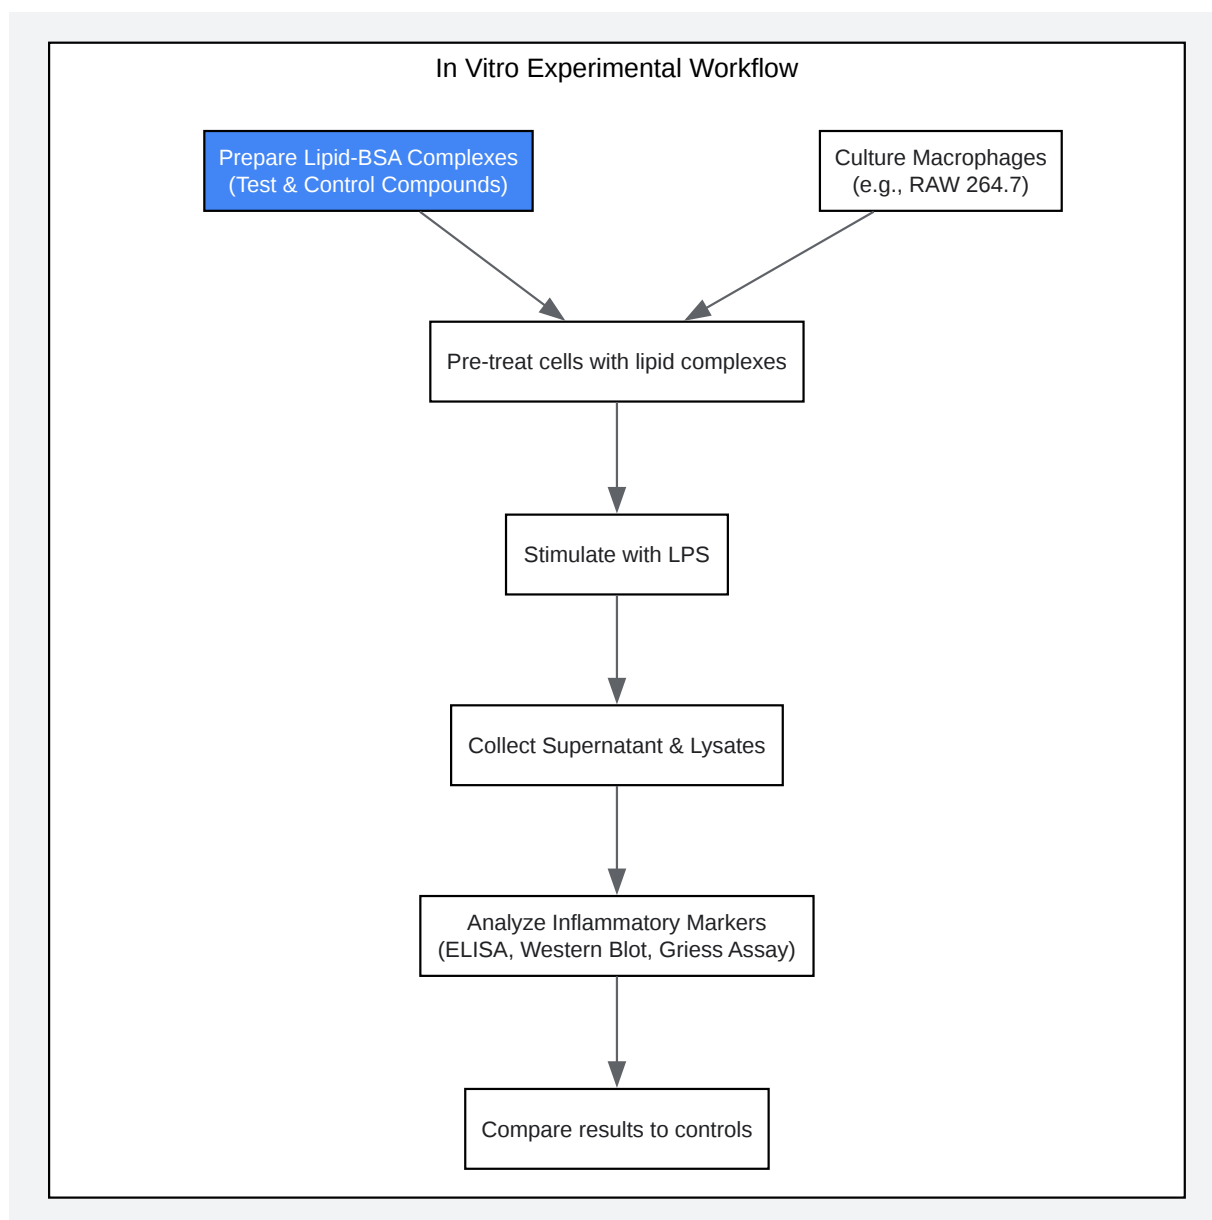 In Vitro Experimental Workflow
Prepare Lipid-BSA Complexes
(Test & Control Compounds)
Culture Macrophages
(e.g., RAW 264.7)
Pre-treat cells with lipid complexes
Stimulate with LPS
Collect Supernatant & Lysates
Analyze Inflammatory Markers
(ELISA, Western Blot, Griess Assay)
Compare results to controls